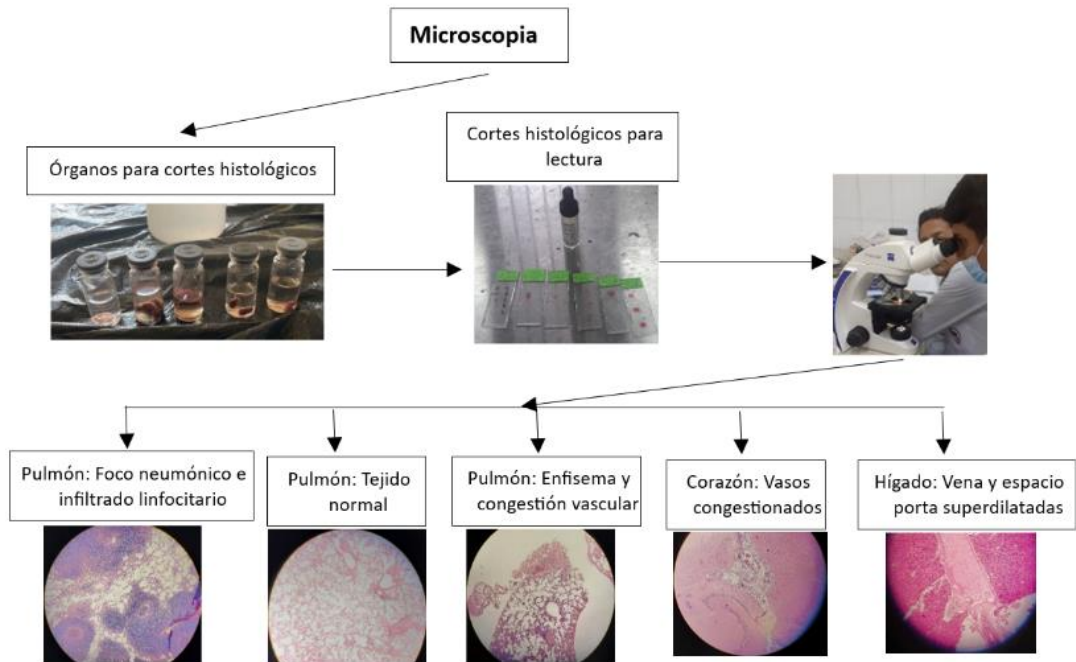 Microscopia
Órganos para cortes histológicos
Cortes histológicos para
lectura
Pulmón: Foco neumónico e
infiltrado linfocitario
Pulmón: Tejido
normal
Pulmón: Enfisema y
congestión vascular
Corazón: Vasos
congestionados
Hígado: Vena y espacio
porta superdilatadas